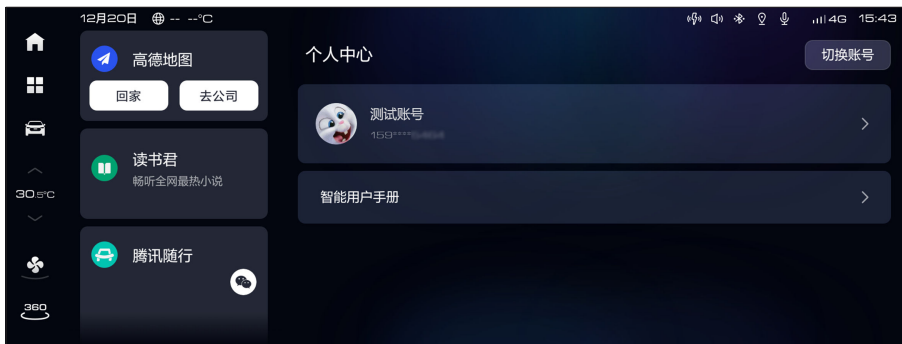 12月20日 -- --°C
4G 15:43
高德地图
回家 去公司
读书君
畅听全网最热小说
腾讯随行
30.5°C
360
个人中心
切换账号
测试账号
159****
智能用户手册